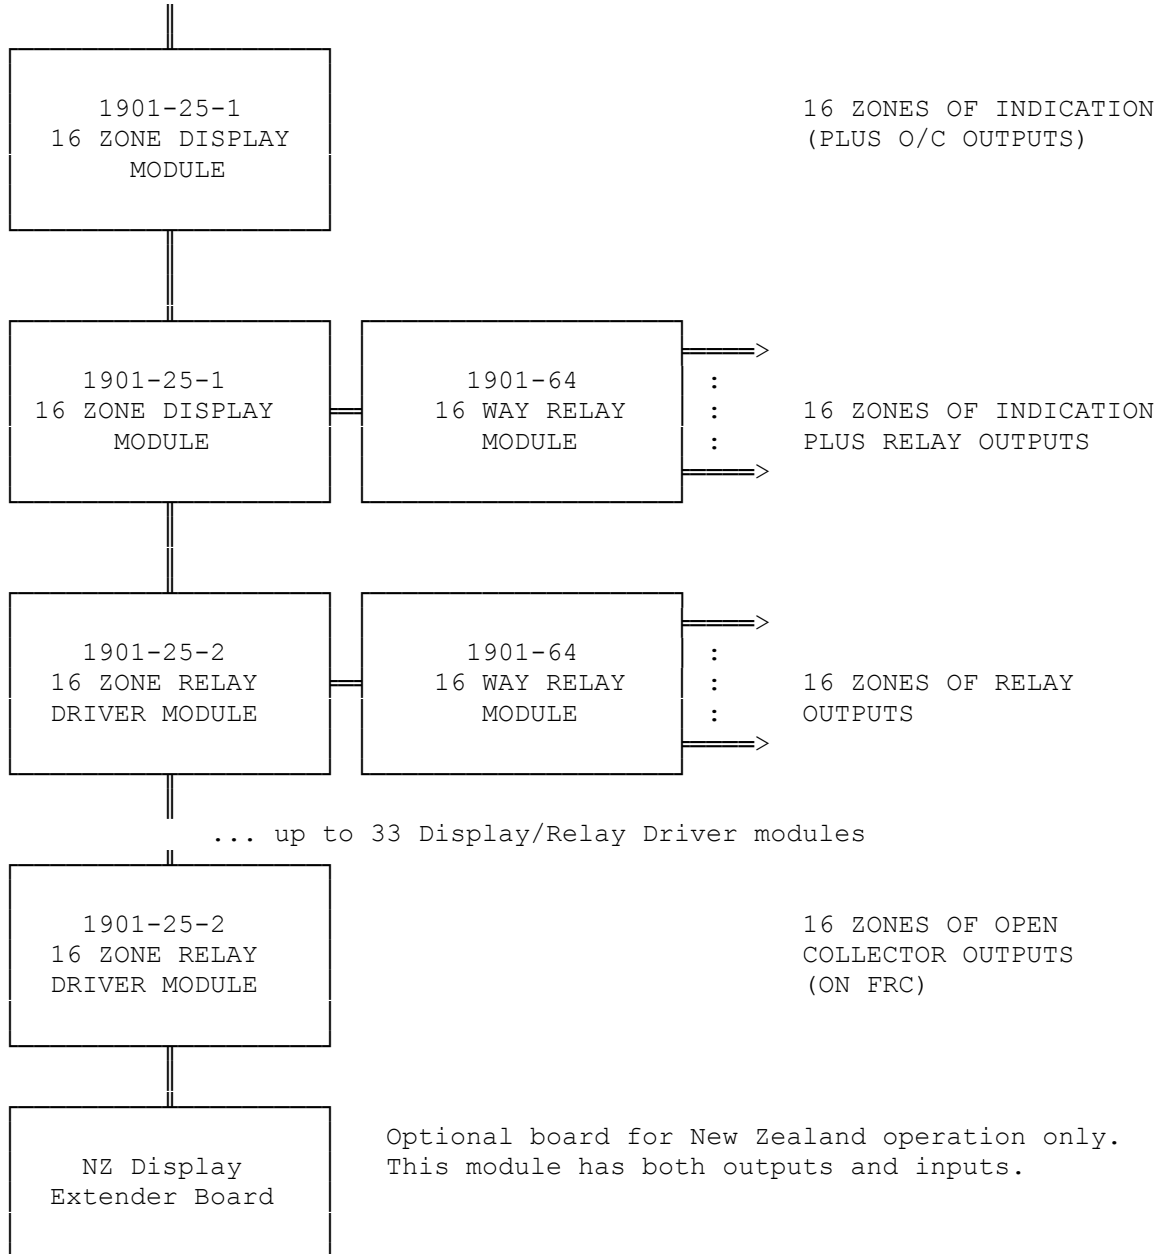 1901-25-1
16 ZONE DISPLAY
MODULE
16 ZONES OF INDICATION
(PLUS O/C OUTPUTS)
1901-25-1
16 ZONE DISPLAY
MODULE
1901-64
16 WAY RELAY
MODULE
>
:
:
:
>
16 ZONES OF INDICATION
PLUS RELAY OUTPUTS
1901-25-2
16 ZONE RELAY
DRIVER MODULE
1901-64
16 WAY RELAY
MODULE
>
:
:
:
>
16 ZONES OF RELAY
OUTPUTS
... up to 33 Display/Relay Driver modules
1901-25-2
16 ZONE RELAY
DRIVER MODULE
16 ZONES OF OPEN
COLLECTOR OUTPUTS
(ON FRC)
NZ Display
Extender Board
Optional board for New Zealand operation only.
This module has both outputs and inputs.